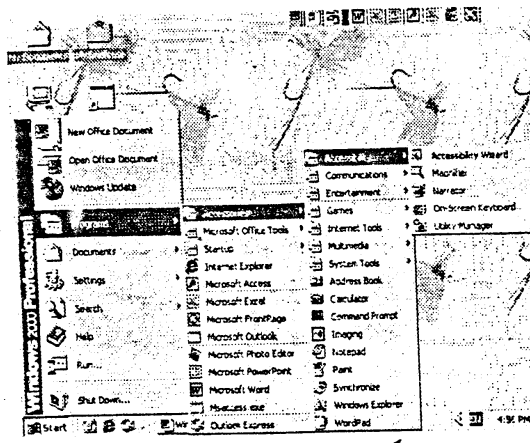 New Office Document
Open Office Document
Windows Update
Documents
Settings
Search
Help
Run...
Shut Down...
Windows 2000 Professional
Start
Accessories
Microsoft Office Tools
Startup
Internet Explorer
Microsoft Access
Microsoft Excel
Microsoft FrontPage
Microsoft Outlook
Microsoft Photo Editor
Microsoft PowerPoint
Microsoft Word
Outlook Express
Communications
Entertainment
Games
Internet Tools
Multimedia
System Tools
Address Book
Calculator
Command Prompt
Imaging
Notepad
Paint
Synchronize
Windows Explorer
WordPad
Accessibility Wizard
Magnifier
Narrator
On-Screen Keyboard
Utility Manager